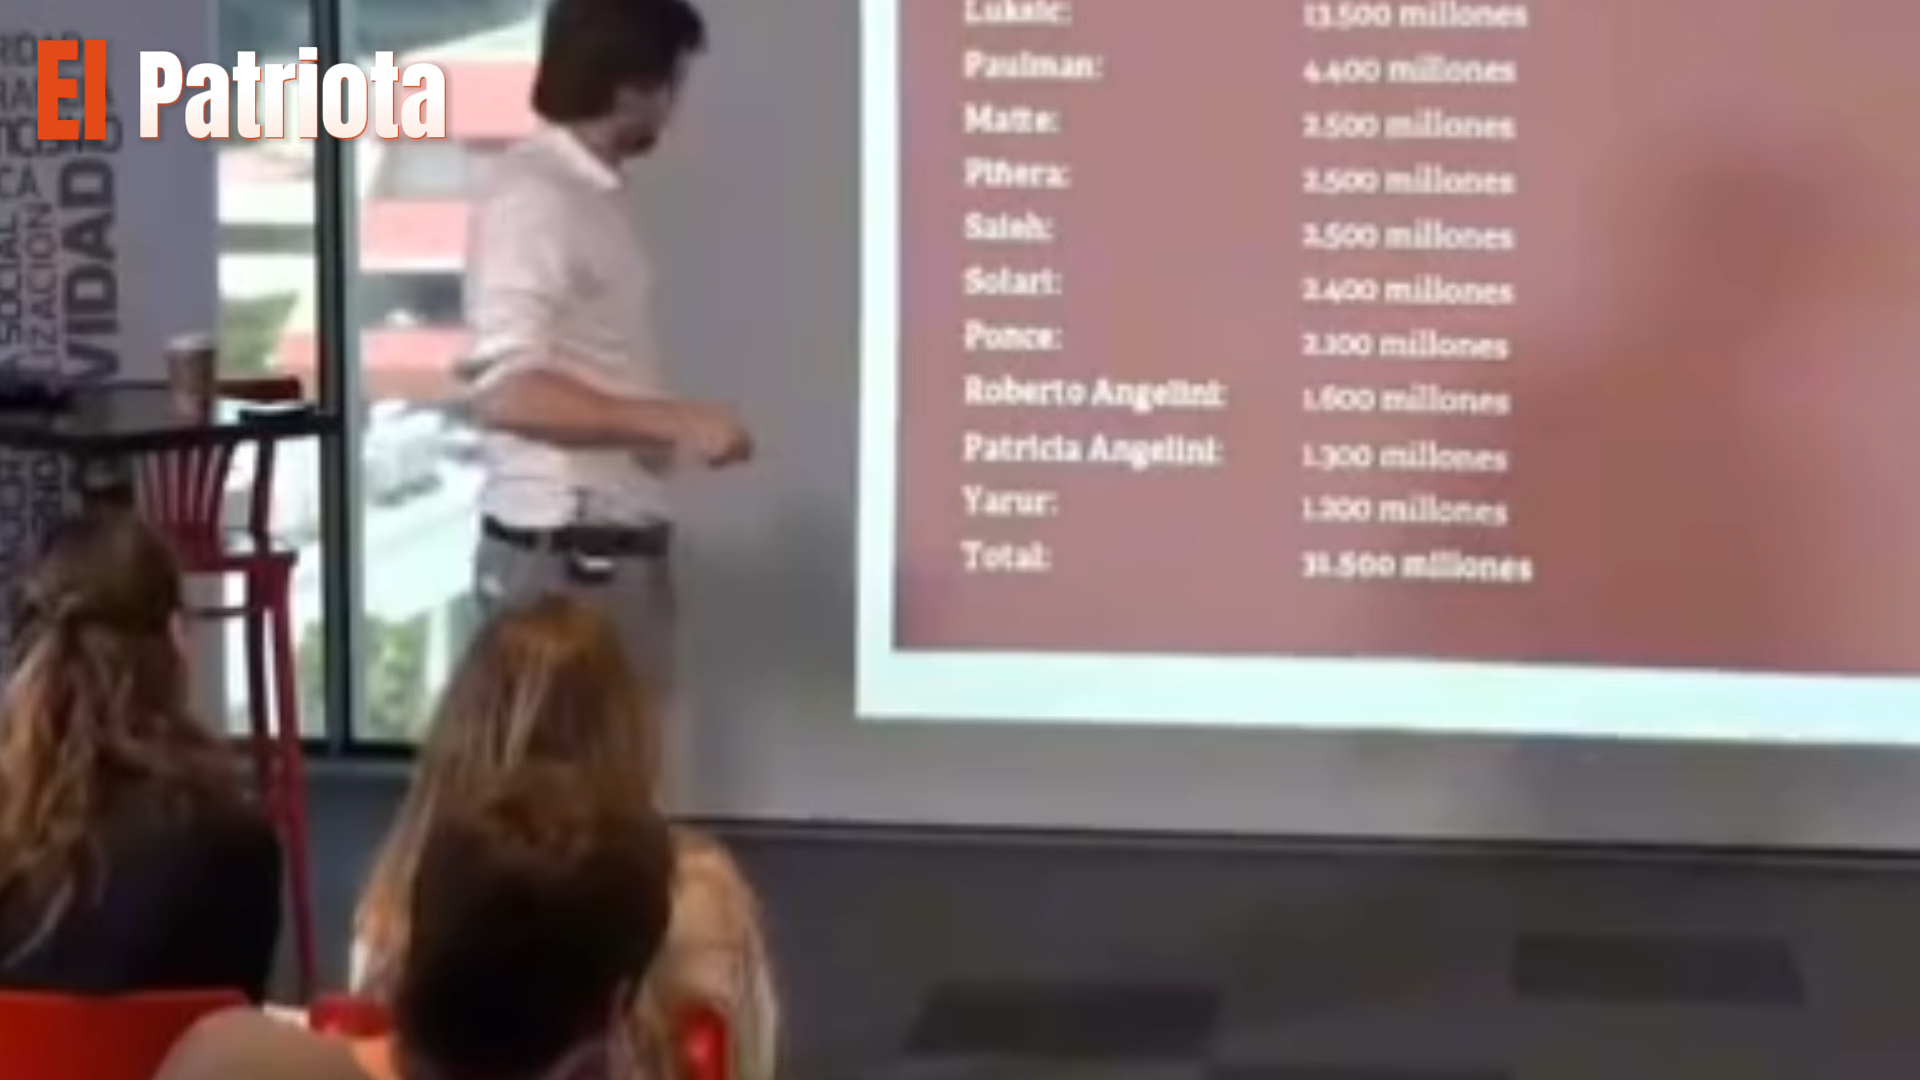 El Patriota
Luksic: 13.500 millones
Paulman: 4.400 millones
Matte: 2.500 millones
Piñera: 2.500 millones
Saieh: 2.500 millones
Solari: 2.400 millones
Ponce: 2.100 millones
Roberto Angelini: 1.600 millones
Patricia Angelini: 1.300 millones
Yarur: 1.200 millones
Total: 31.500 millones
SOCIAL
VIDAD